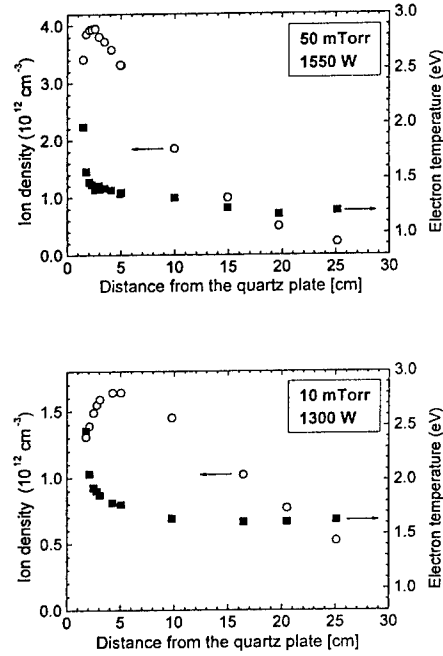 50 mTorr
1550 W
Ion density (10¹² cm⁻³)
4.0
3.0
2.0
1.0
0.0
Electron temperature (eV)
3.0
2.5
2.0
1.5
1.0
0 5 10 15 20 25 30
Distance from the quartz plate [cm]
10 mTorr
1300 W
Ion density (10¹² cm⁻³)
1.5
1.0
0.5
0.0
Electron temperature (eV)
3.0
2.5
2.0
1.5
1.0
0 5 10 15 20 25 30
Distance from the quartz plate [cm]